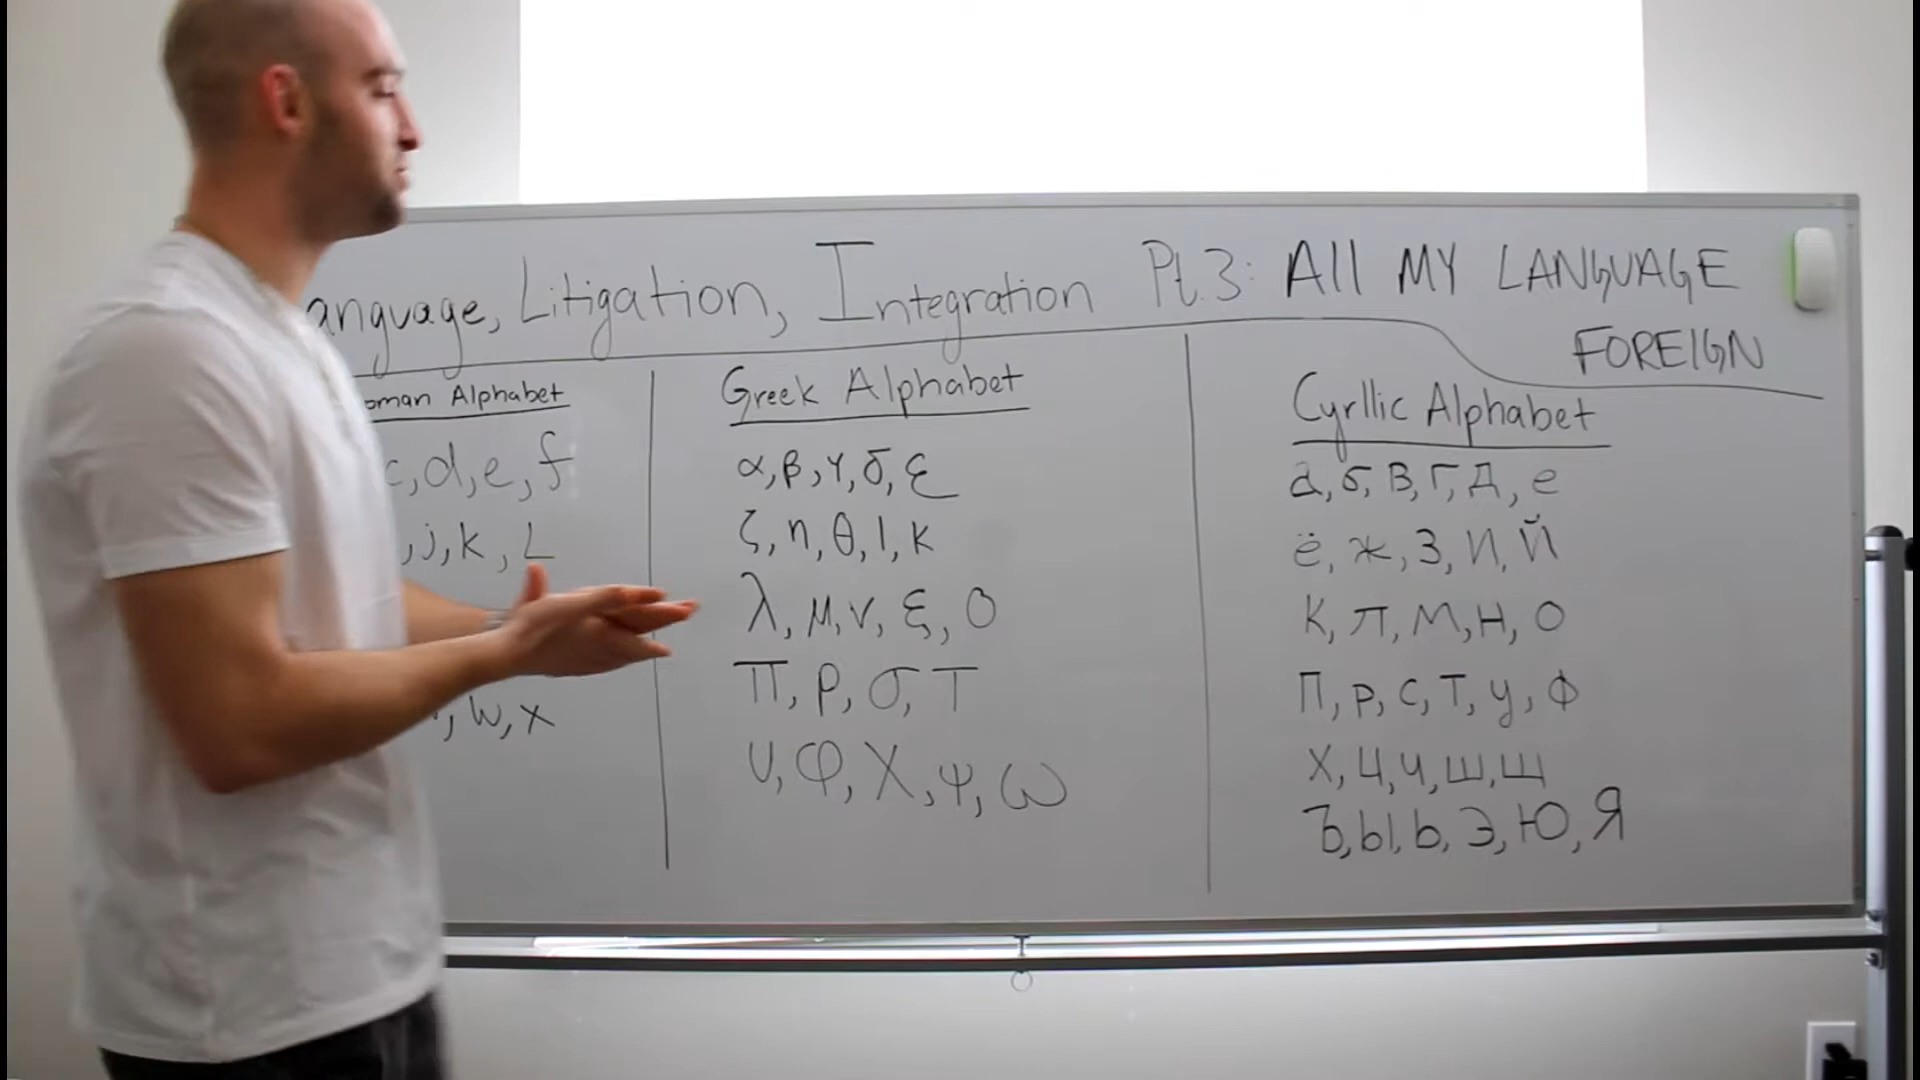 anguage, Litigation, Integration Pt.3: All MY LANGUAGE
FOREIGN
oman Alphabet
c, d, e, f
, j, k, L
, w, x
Greek Alphabet
α, β, γ, δ, ε
ζ, η, θ, ι, κ
λ, μ, ν, ξ, ο
π, ρ, σ, τ
υ, φ, χ, ψ, ω
Cyrllic Alphabet
а, б, в, г, д, е
ё, ж, з, и, й
к, л, м, н, о
п, р, с, т, у, ф
х, ц, ч, ш, щ
ъ, ы, ь, э, ю, я